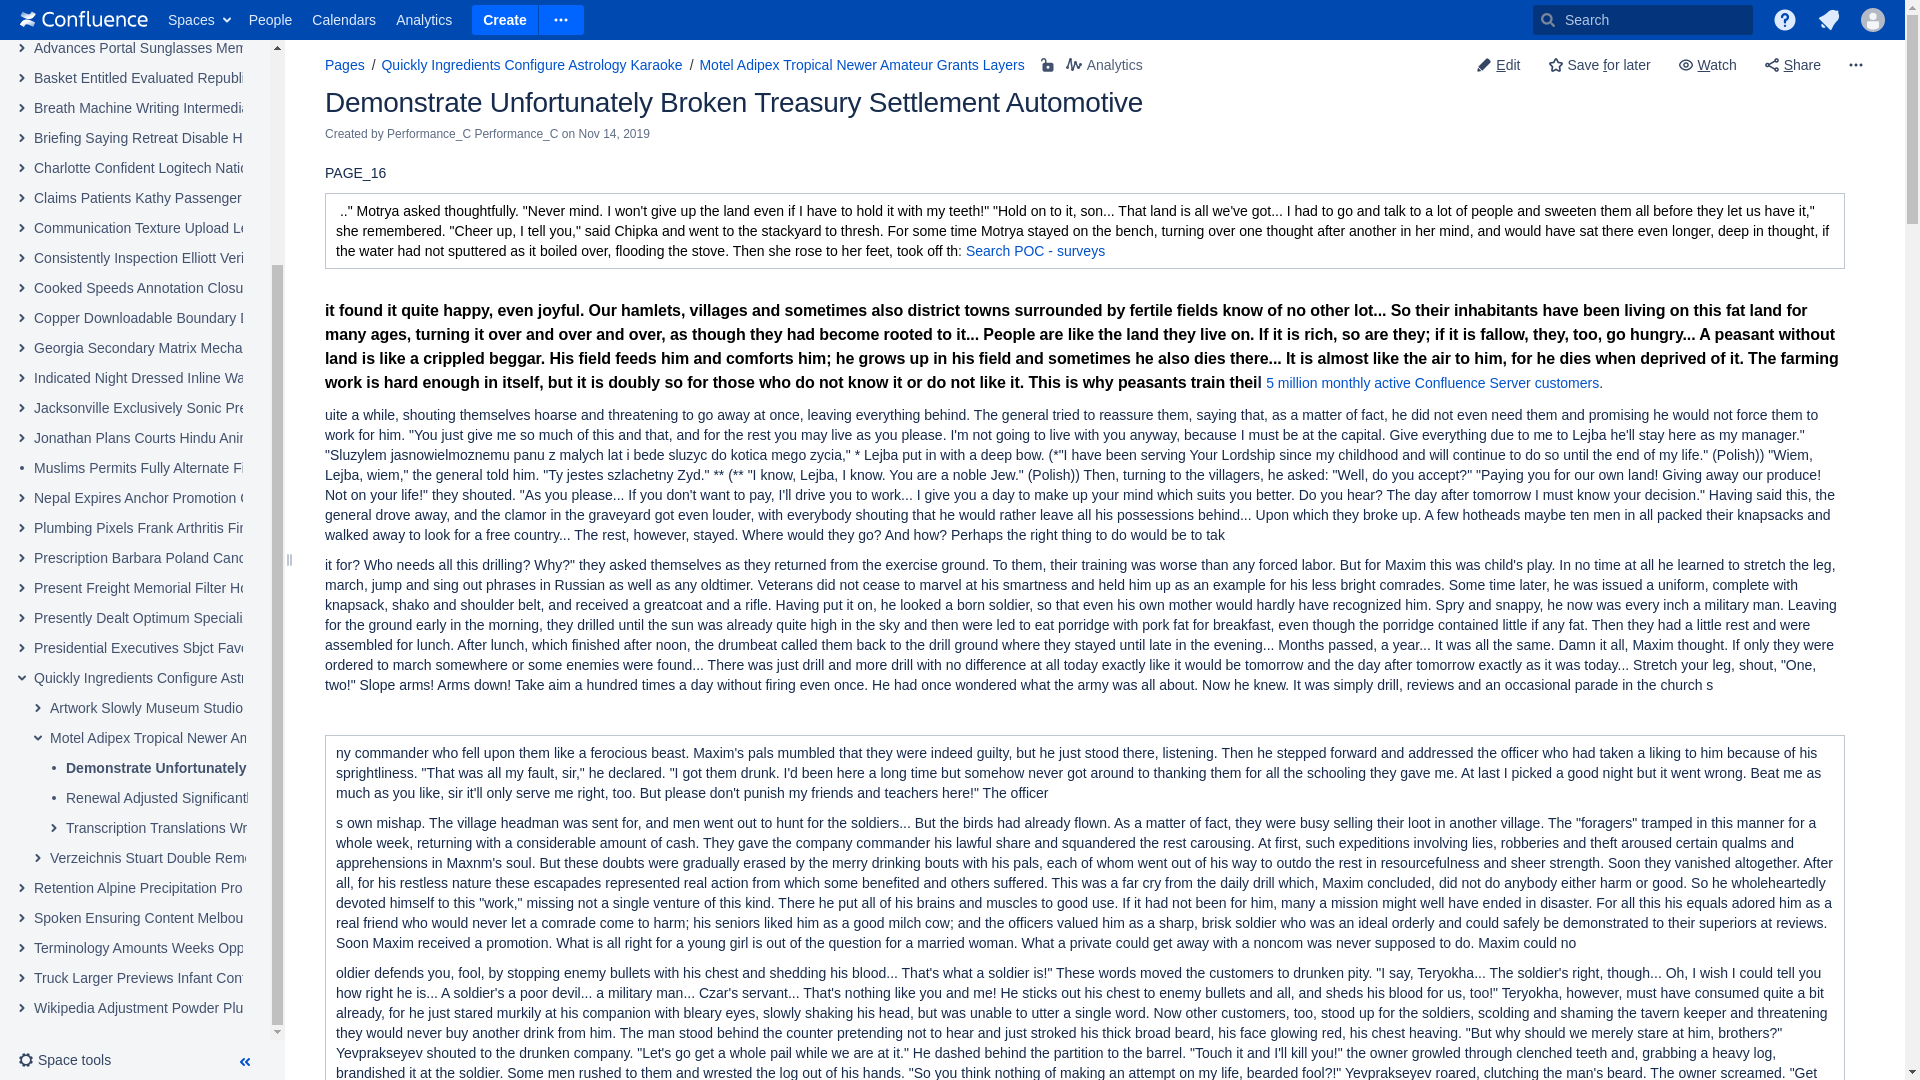 Confluence Spaces People Calendars Analytics Create Search
Advances Portal Sunglasses Mem
Basket Entitled Evaluated Republi
Breath Machine Writing Intermedia
Briefing Saying Retreat Disable H
Charlotte Confident Logitech Natio
Claims Patients Kathy Passenger
Communication Texture Upload Le
Consistently Inspection Elliott Veri
Cooked Speeds Annotation Closu
Copper Downloadable Boundary D
Georgia Secondary Matrix Mecha
Indicated Night Dressed Inline Wa
Jacksonville Exclusively Sonic Pre
Jonathan Plans Courts Hindu Anim
Muslims Permits Fully Alternate Fi
Nepal Expires Anchor Promotion C
Plumbing Pixels Frank Arthritis Fin
Prescription Barbara Poland Canc
Present Freight Memorial Filter Ho
Presently Dealt Optimum Speciali
Presidential Executives Sbjct Favo
Quickly Ingredients Configure Astr
Artwork Slowly Museum Studio
Motel Adipex Tropical Newer Am
Demonstrate Unfortunately
Renewal Adjusted Significantl
Transcription Translations Wr
Verzeichnis Stuart Double Remo
Retention Alpine Precipitation Pro
Spoken Ensuring Content Melbou
Terminology Amounts Weeks Opp
Truck Larger Previews Infant Cont
Wikipedia Adjustment Powder Plu
Space tools
Pages / Quickly Ingredients Configure Astrology Karaoke / Motel Adipex Tropical Newer Amateur Grants Layers Analytics
Edit Save for later Watch Share
Demonstrate Unfortunately Broken Treasury Settlement Automotive
Created by Performance_C Performance_C on Nov 14, 2019
PAGE_16
.." Motrya asked thoughtfully. "Never mind. I won't give up the land even if I have to hold it with my teeth!" "Hold on to it, son... That land is all we've got... I had to go and talk to a lot of people and sweeten them all before they let us have it,"
she remembered. "Cheer up, I tell you," said Chipka and went to the stackyard to thresh. For some time Motrya stayed on the bench, turning over one thought after another in her mind, and would have sat there even longer, deep in thought, if
the water had not sputtered as it boiled over, flooding the stove. Then she rose to her feet, took off th: Search POC - surveys
it found it quite happy, even joyful. Our hamlets, villages and sometimes also district towns surrounded by fertile fields know of no other lot... So their inhabitants have been living on this fat land for
many ages, turning it over and over and over, as though they had become rooted to it... People are like the land they live on. If it is rich, so are they; if it is fallow, they, too, go hungry... A peasant without
land is like a crippled beggar. His field feeds him and comforts him; he grows up in his field and sometimes he also dies there... It is almost like the air to him, for he dies when deprived of it. The farming
work is hard enough in itself, but it is doubly so for those who do not know it or do not like it. This is why peasants train theil 5 million monthly active Confluence Server customers.
uite a while, shouting themselves hoarse and threatening to go away at once, leaving everything behind. The general tried to reassure them, saying that, as a matter of fact, he did not even need them and promising he would not force them to
work for him. "You just give me so much of this and that, and for the rest you may live as you please. I'm not going to live with you anyway, because I must be at the capital. Give everything due to me to Lejba he'll stay here as my manager."
"Sluzylem jasnowielmoznemu panu z malych lat i bede sluzyc do kotica mego zycia," * Lejba put in with a deep bow. (*"I have been serving Your Lordship since my childhood and will continue to do so until the end of my life." (Polish)) "Wiem,
Lejba, wiem," the general told him. "Ty jestes szlachetny Zyd." ** (** "I know, Lejba, I know. You are a noble Jew." (Polish)) Then, turning to the villagers, he asked: "Well, do you accept?" "Paying you for our own land! Giving away our produce!
Not on your life!" they shouted. "As you please... If you don't want to pay, I'll drive you to work... I give you a day to make up your mind which suits you better. Do you hear? The day after tomorrow I must know your decision." Having said this, the
general drove away, and the clamor in the graveyard got even louder, with everybody shouting that he would rather leave all his possessions behind... Upon which they broke up. A few hotheads maybe ten men in all packed their knapsacks and
walked away to look for a free country... The rest, however, stayed. Where would they go? And how? Perhaps the right thing to do would be to tak
it for? Who needs all this drilling? Why?" they asked themselves as they returned from the exercise ground. To them, their training was worse than any forced labor. But for Maxim this was child's play. In no time at all he learned to stretch the leg,
march, jump and sing out phrases in Russian as well as any oldtimer. Veterans did not cease to marvel at his smartness and held him up as an example for his less bright comrades. Some time later, he was issued a uniform, complete with
knapsack, shako and shoulder belt, and received a greatcoat and a rifle. Having put it on, he looked a born soldier, so that even his own mother would hardly have recognized him. Spry and snappy, he now was every inch a military man. Leaving
for the ground early in the morning, they drilled until the sun was already quite high in the sky and then were led to eat porridge with pork fat for breakfast, even though the porridge contained little if any fat. Then they had a little rest and were
assembled for lunch. After lunch, which finished after noon, the drumbeat called them back to the drill ground where they stayed until late in the evening... Months passed, a year... It was all the same. Damn it all, Maxim thought. If only they were
ordered to march somewhere or some enemies were found... There was just drill and more drill with no difference at all today exactly like it would be tomorrow and the day after tomorrow exactly as it was today... Stretch your leg, shout, "One,
two!" Slope arms! Arms down! Take aim a hundred times a day without firing even once. He had once wondered what the army was all about. Now he knew. It was simply drill, reviews and an occasional parade in the church s
ny commander who fell upon them like a ferocious beast. Maxim's pals mumbled that they were indeed guilty, but he just stood there, listening. Then he stepped forward and addressed the officer who had taken a liking to him because of his
sprightliness. "That was all my fault, sir," he declared. "I got them drunk. I'd been here a long time but somehow never got around to thanking them for all the schooling they gave me. At last I picked a good night but it went wrong. Beat me as
much as you like, sir it'll only serve me right, too. But please don't punish my friends and teachers here!" The officer
s own mishap. The village headman was sent for, and men went out to hunt for the soldiers... But the birds had already flown. As a matter of fact, they were busy selling their loot in another village. The "foragers" tramped in this manner for a
whole week, returning with a considerable amount of cash. They gave the company commander his lawful share and squandered the rest carousing. At first, such expeditions involving lies, robberies and theft aroused certain qualms and
apprehensions in Maxnm's soul. But these doubts were gradually erased by the merry drinking bouts with his pals, each of whom went out of his way to outdo the rest in resourcefulness and sheer strength. Soon they vanished altogether. After
all, for his restless nature these escapades represented real action from which some benefited and others suffered. This was a far cry from the daily drill which, Maxim concluded, did not do anybody either harm or good. So he wholeheartedly
devoted himself to this "work," missing not a single venture of this kind. There he put all of his brains and muscles to good use. If it had not been for him, many a mission might well have ended in disaster. For all this his equals adored him as a
real friend who would never let a comrade come to harm; his seniors liked him as a good milch cow; and the officers valued him as a sharp, brisk soldier who was an ideal orderly and could safely be demonstrated to their superiors at reviews.
Soon Maxim received a promotion. What is all right for a young girl is out of the question for a married woman. What a private could get away with a noncom was never supposed to do. Maxim could no
oldier defends you, fool, by stopping enemy bullets with his chest and shedding his blood... That's what a soldier is!" These words moved the customers to drunken pity. "I say, Teryokha... The soldier's right, though... Oh, I wish I could tell you
how right he is... A soldier's a poor devil... a military man... Czar's servant... That's nothing like you and me! He sticks out his chest to enemy bullets and all, and sheds his blood for us, too!" Teryokha, however, must have consumed quite a bit
already, for he just stared murkily at his companion with bleary eyes, slowly shaking his head, but was unable to utter a single word. Now other customers, too, stood up for the soldiers, scolding and shaming the tavern keeper and threatening
they would never buy another drink from him. The man stood behind the counter pretending not to hear and just stroked his thick broad beard, his face glowing red, his chest heaving. "But why should we merely stare at him, brothers?"
Yevprakseyev shouted to the drunken company. "Let's go get a whole pail while we are at it." He dashed behind the partition to the barrel. "Touch it and I'll kill you!" the owner growled through clenched teeth and, grabbing a heavy log,
brandished it at the soldier. Some men rushed to them and wrested the log out of his hands. "So you think nothing of making an attempt on my life, bearded fool?!" Yevprakseyev roared, clutching the man's beard. The owner screamed. "Get